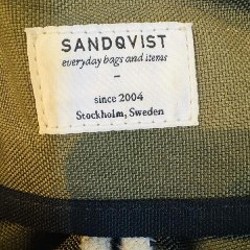 SANDQVIST
everyday bags and items
–
since 2004
Stockholm, Sweden